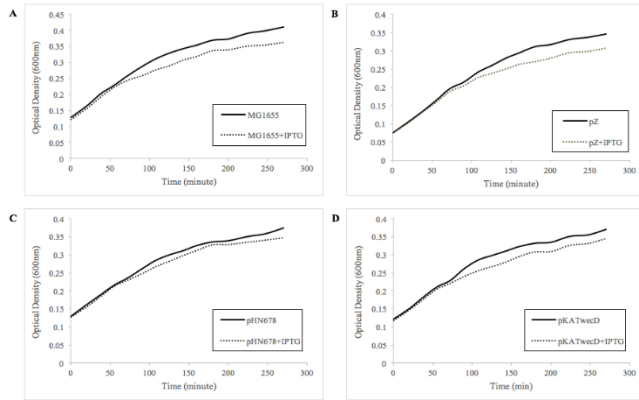 A
Optical Density (600nm)
0.45
0.4
0.35
0.3
0.25
0.2
0.15
0.1
0.05
0
MG1655
MG1655+IPTG
0 50 100 150 200 250 300
Time (minute)
B
Optical Density (600nm)
0.4
0.35
0.3
0.25
0.2
0.15
0.1
0.05
0
pZ
pZ+IPTG
0 50 100 150 200 250 300
Time (minute)
C
Optical Density (600nm)
0.4
0.35
0.3
0.25
0.2
0.15
0.1
0.05
0
pHN678
pHN678+IPTG
0 50 100 150 200 250 300
Time (minute)
D
Optical Density (600nm)
0.4
0.35
0.3
0.25
0.2
0.15
0.1
0.05
0
pKATwecD
pKATwecD+IPTG
0 50 100 150 200 250 300
Time (min)